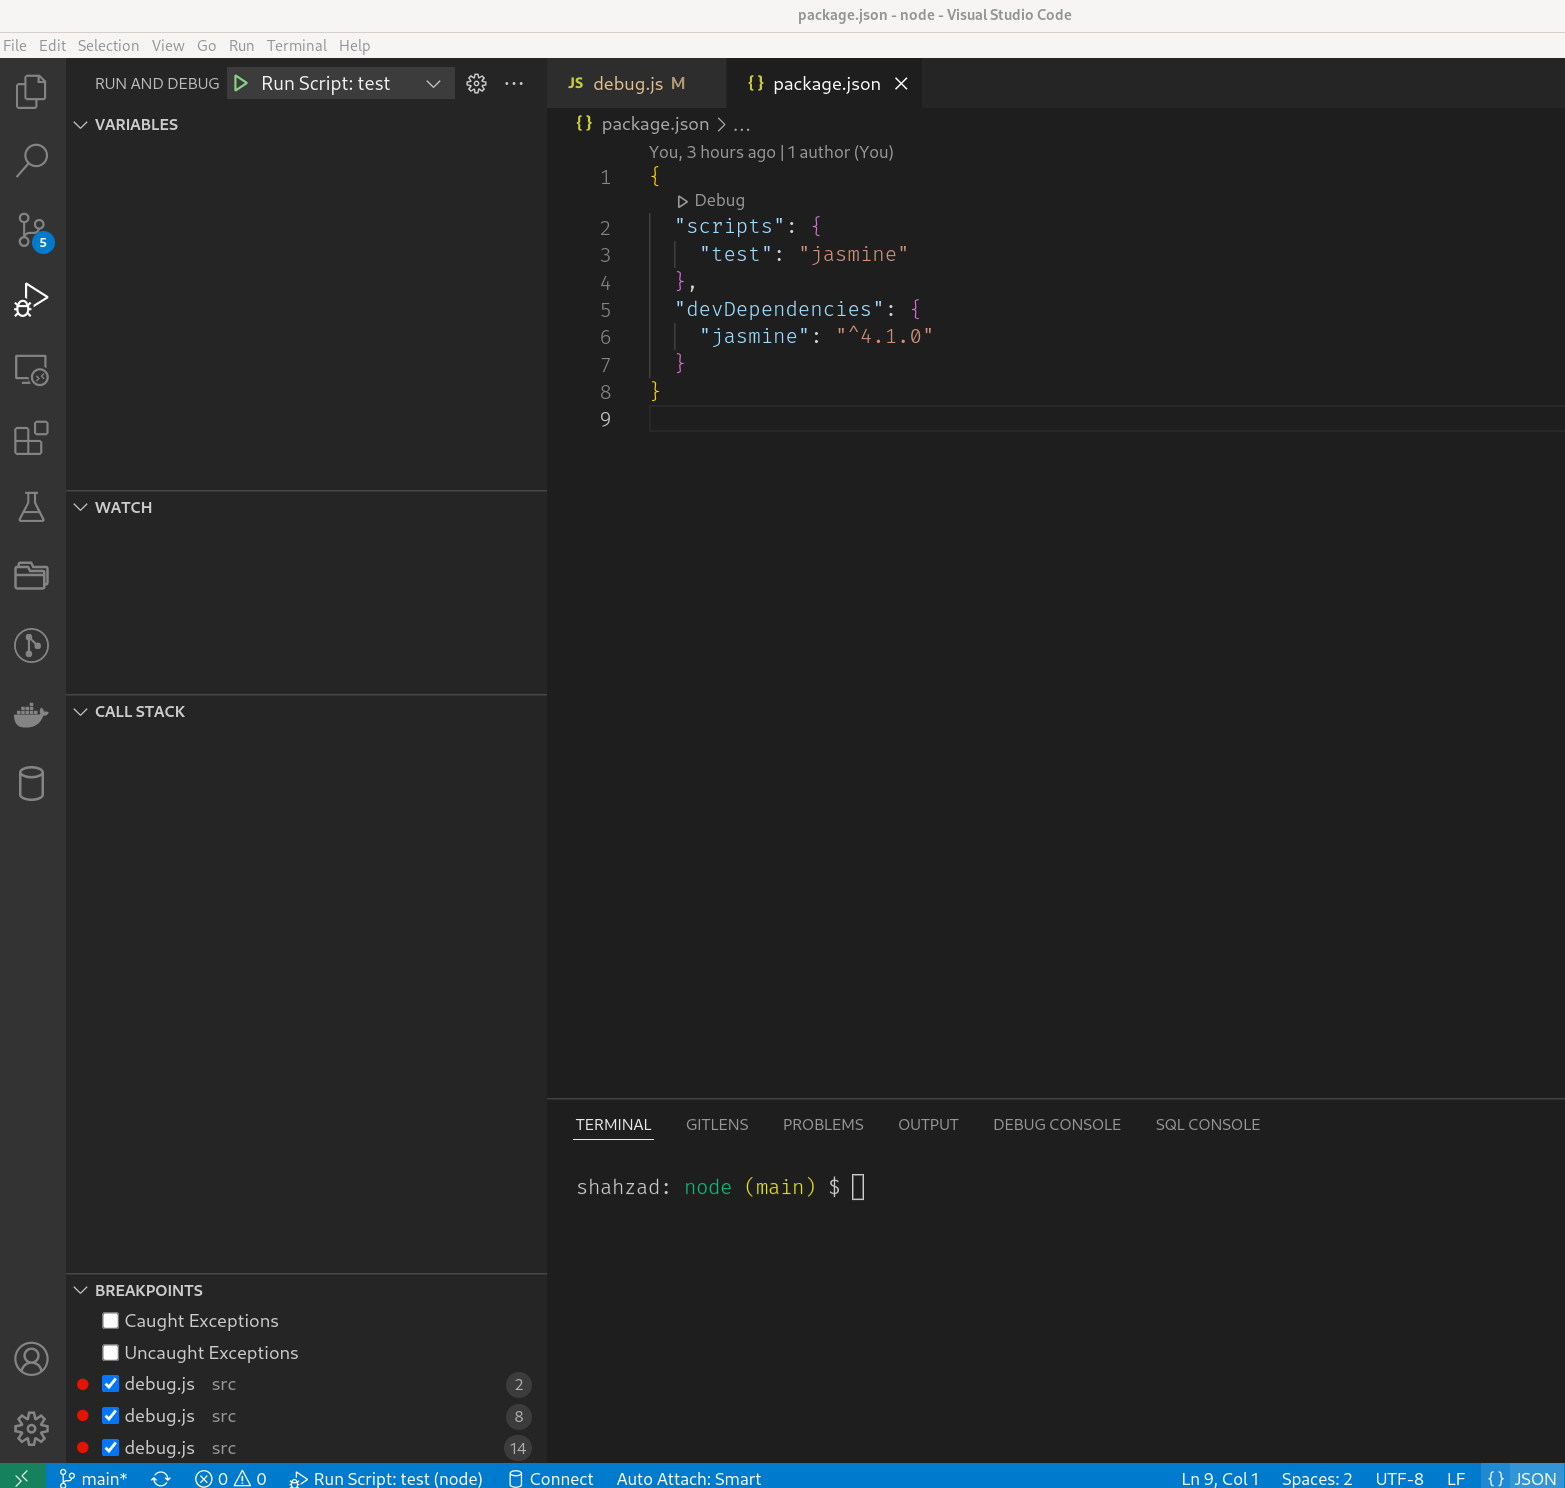 package.json - node - Visual Studio Code
File Edit Selection View Go Run Terminal Help
RUN AND DEBUG Run Script: test ...
VARIABLES
WATCH
CALL STACK
BREAKPOINTS
Caught Exceptions
Uncaught Exceptions
debug.js src 2
debug.js src 8
debug.js src 14
5
JS debug.js M {} package.json
{} package.json > ...
You, 3 hours ago | 1 author (You)
1 {
Debug
2 "scripts": {
3 "test": "jasmine"
4 },
5 "devDependencies": {
6 "jasmine": "^4.1.0"
7 }
8 }
9
TERMINAL GITLENS PROBLEMS OUTPUT DEBUG CONSOLE SQL CONSOLE
shahzad: node (main) $
main* 0 0 Run Script: test (node) Connect Auto Attach: Smart Ln 9, Col 1 Spaces: 2 UTF-8 LF {} JSON